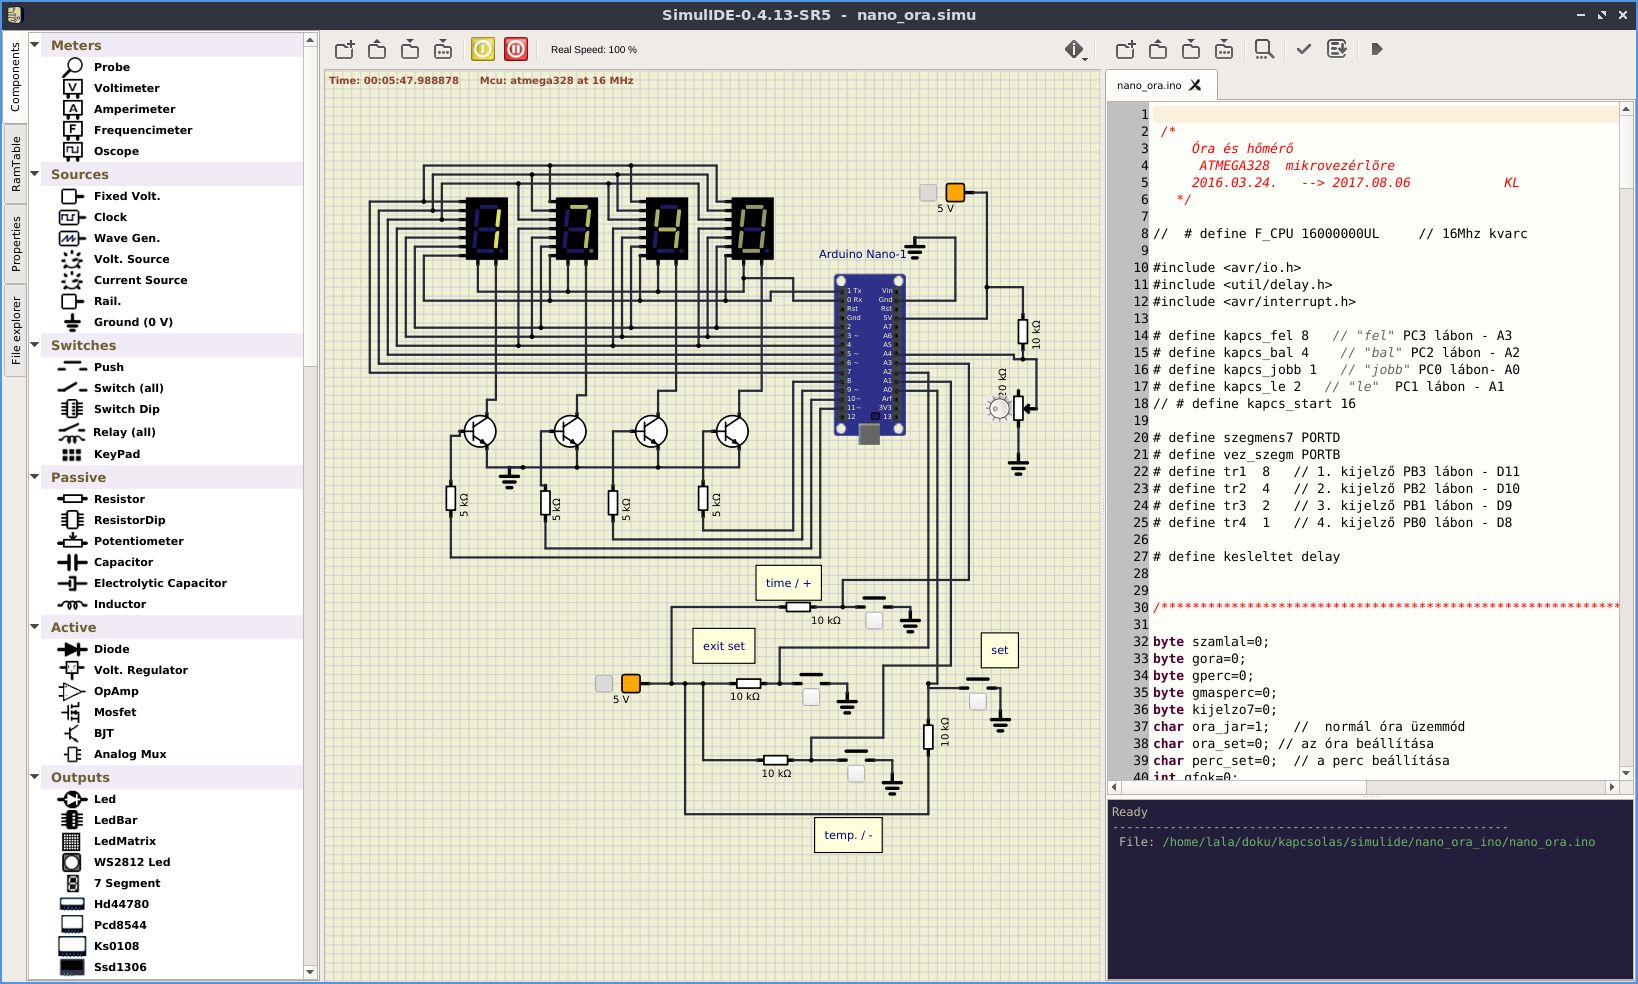 SimulIDE-0.4.13-SR5 - nano_ora.simu
Components
RamTable
Properties
File explorer
Meters
Probe
Voltimeter
Amperimeter
Frequencimeter
Oscope
Sources
Fixed Volt.
Clock
Wave Gen.
Volt. Source
Current Source
Rail.
Ground (0 V)
Switches
Push
Switch (all)
Switch Dip
Relay (all)
KeyPad
Passive
Resistor
ResistorDip
Potentiometer
Capacitor
Electrolytic Capacitor
Inductor
Active
Diode
Volt. Regulator
OpAmp
Mosfet
BJT
Analog Mux
Outputs
Led
LedBar
LedMatrix
WS2812 Led
7 Segment
Hd44780
Pcd8544
Ks0108
Ssd1306
Real Speed: 100 %
Time: 00:05:47.988878 Mcu: atmega328 at 16 MHz
5 V
Arduino Nano-1
1 Tx Vin
0 Rx Gnd
Rst Rst
Gnd 5V
2 A7
3 ~ A6
4 A5
5 ~ A4
6 ~ A3
7 A2
8 A1
9 ~ A0
10~ Arf
11~ 3V3
12 13
10 kΩ
20 kΩ
5 kΩ
5 kΩ
5 kΩ
5 kΩ
time / +
10 kΩ
exit set
set
5 V
10 kΩ
10 kΩ
10 kΩ
temp. / -
nano_ora.ino
1
2 /*
3 Óra és hőmérő
4 ATMEGA328 mikrovezérlőre
5 2016.03.24. --> 2017.08.06 KL
6 */
7
8 // # define F_CPU 16000000UL // 16Mhz kvarc
9
10 #include <avr/io.h>
11 #include <util/delay.h>
12 #include <avr/interrupt.h>
13
14 # define kapcs_fel 8 // "fel" PC3 lábon - A3
15 # define kapcs_bal 4 // "bal" PC2 lábon - A2
16 # define kapcs_jobb 1 // "jobb" PC0 lábon- A0
17 # define kapcs_le 2 // "le" PC1 lábon - A1
18 // # define kapcs_start 16
19
20 # define szegmens7 PORTD
21 # define vez_szegm PORTB
22 # define tr1 8 // 1. kijelző PB3 lábon - D11
23 # define tr2 4 // 2. kijelző PB2 lábon - D10
24 # define tr3 2 // 3. kijelző PB1 lábon - D9
25 # define tr4 1 // 4. kijelző PB0 lábon - D8
26
27 # define kesleltet delay
28
29
30 /************************************************************
31
32 byte szamlal=0;
33 byte gora=0;
34 byte gperc=0;
35 byte gmasperc=0;
36 byte kijelzo7=0;
37 char ora_jar=1; // normál óra üzemmód
38 char ora_set=0; // az óra beállítása
39 char perc_set=0; // a perc beállítása
40 int gfok=0;
Ready
-------------------------------------------------------
File: /home/lala/doku/kapcsolas/simulide/nano_ora_ino/nano_ora.ino